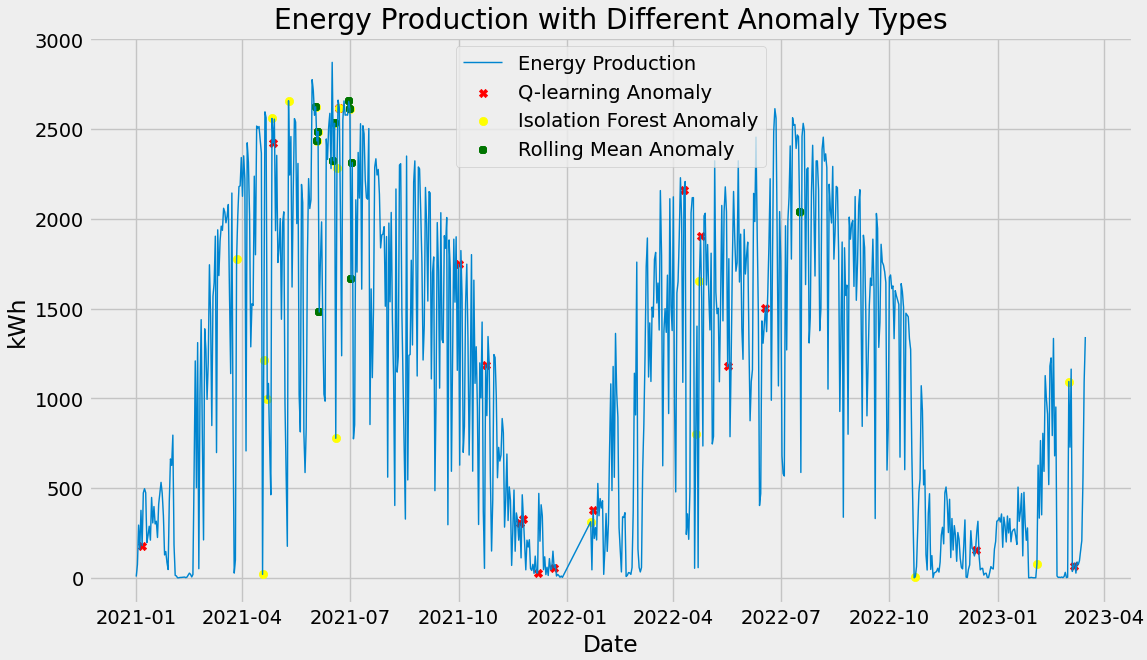 Energy Production with Different Anomaly Types
3000
2500
2000
1500
1000
500
0
kWh
Energy Production
Q-learning Anomaly
Isolation Forest Anomaly
Rolling Mean Anomaly
2021-01 2021-04 2021-07 2021-10 2022-01 2022-04 2022-07 2022-10 2023-01 2023-04
Date